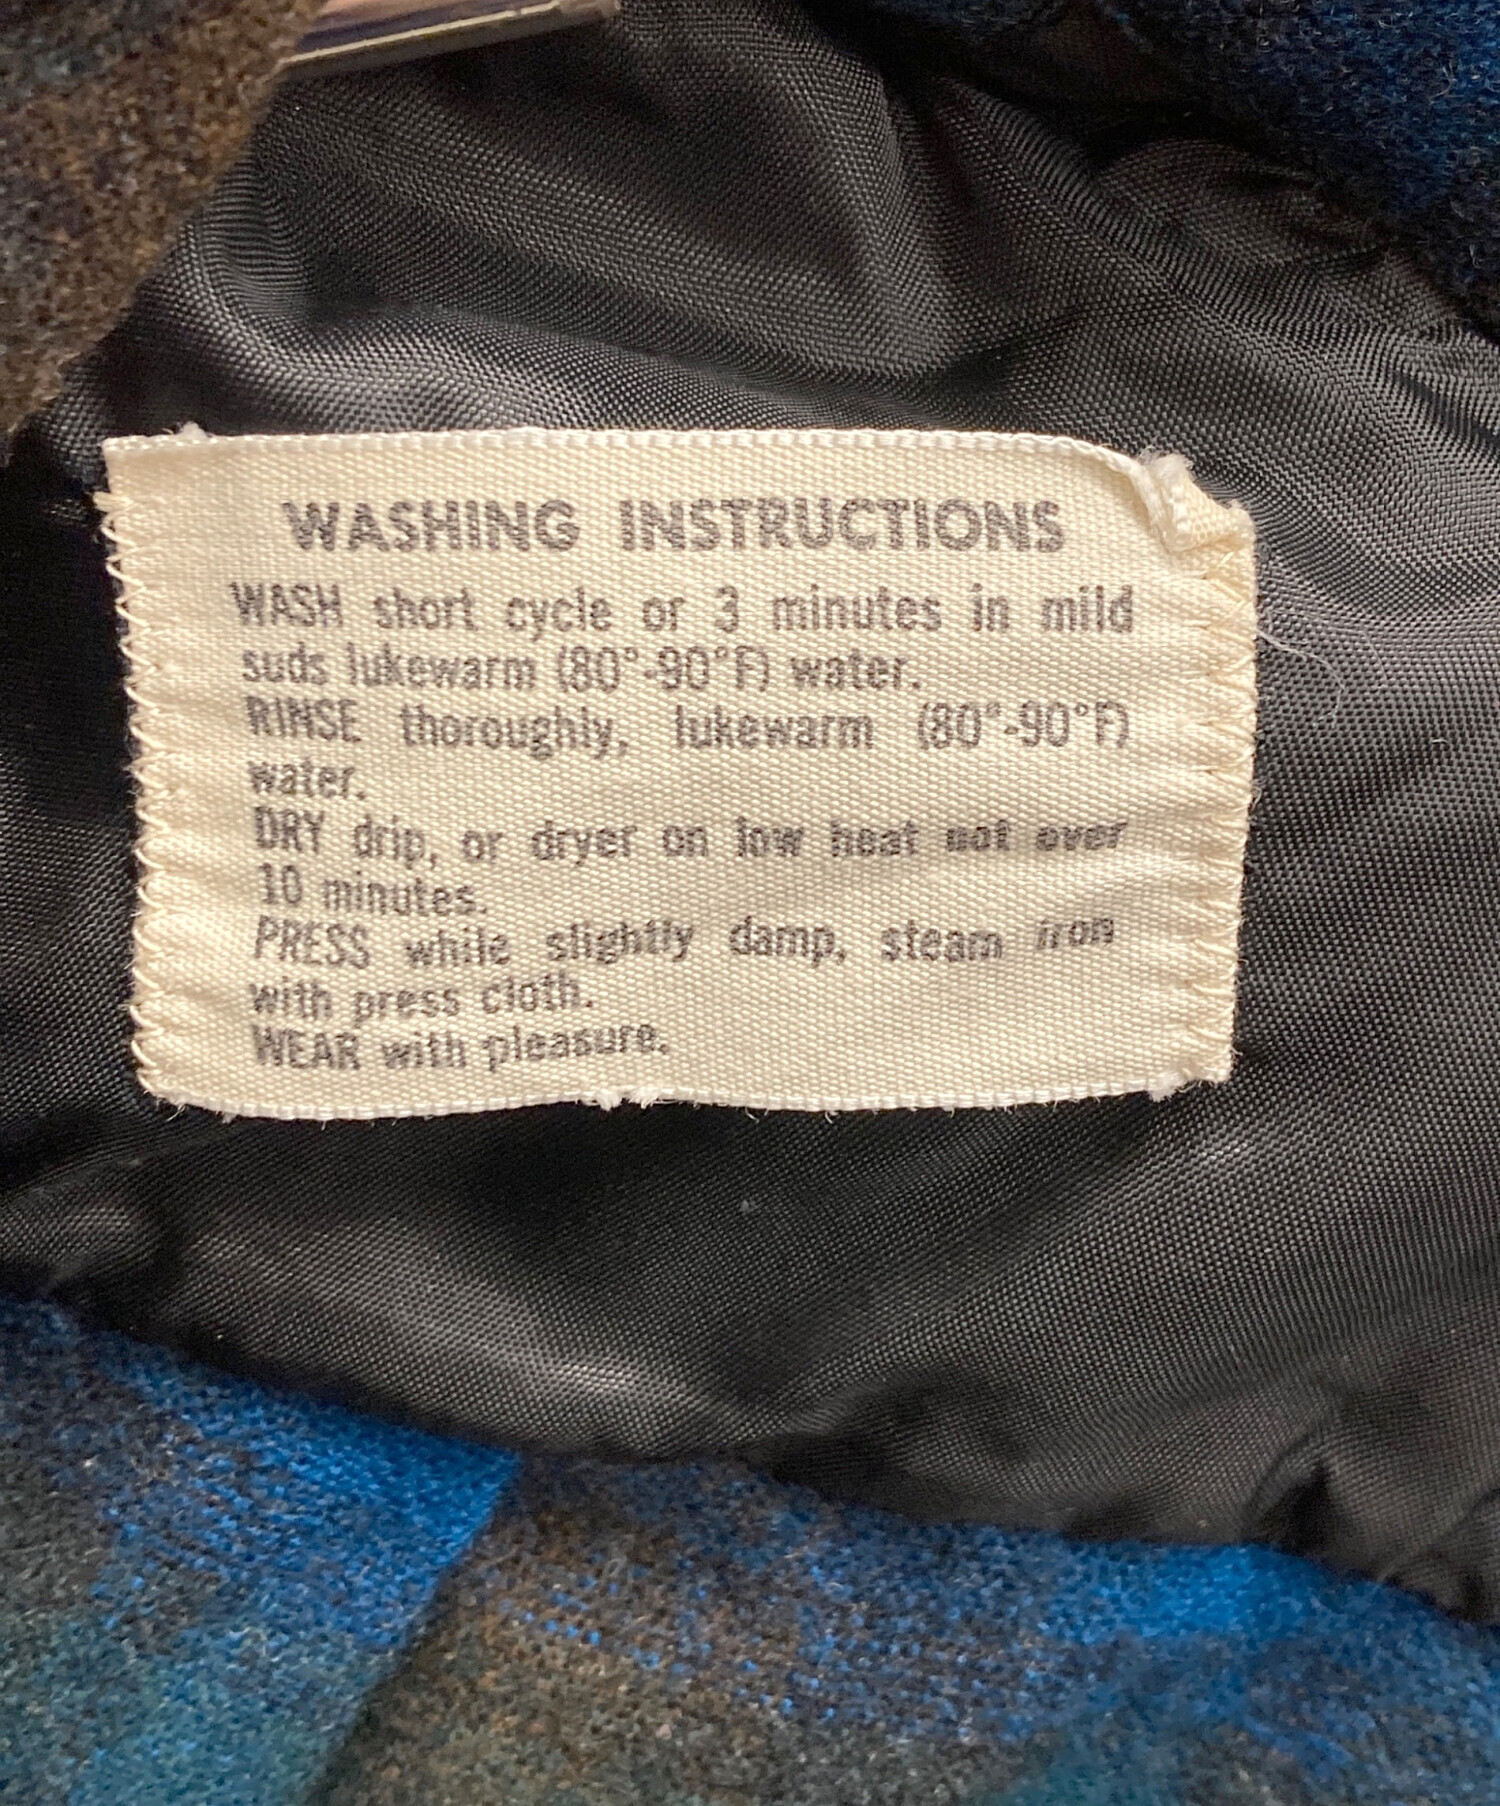 WASHING INSTRUCTIONS
WASH short cycle or 3 minutes in mild
suds lukewarm (80°-90°F) water.
RINSE thoroughly, lukewarm (80°-90°F)
water.
DRY drip, or dryer on low heat not over
10 minutes.
PRESS while slightly damp, steam iron
with press cloth.
WEAR with pleasure.